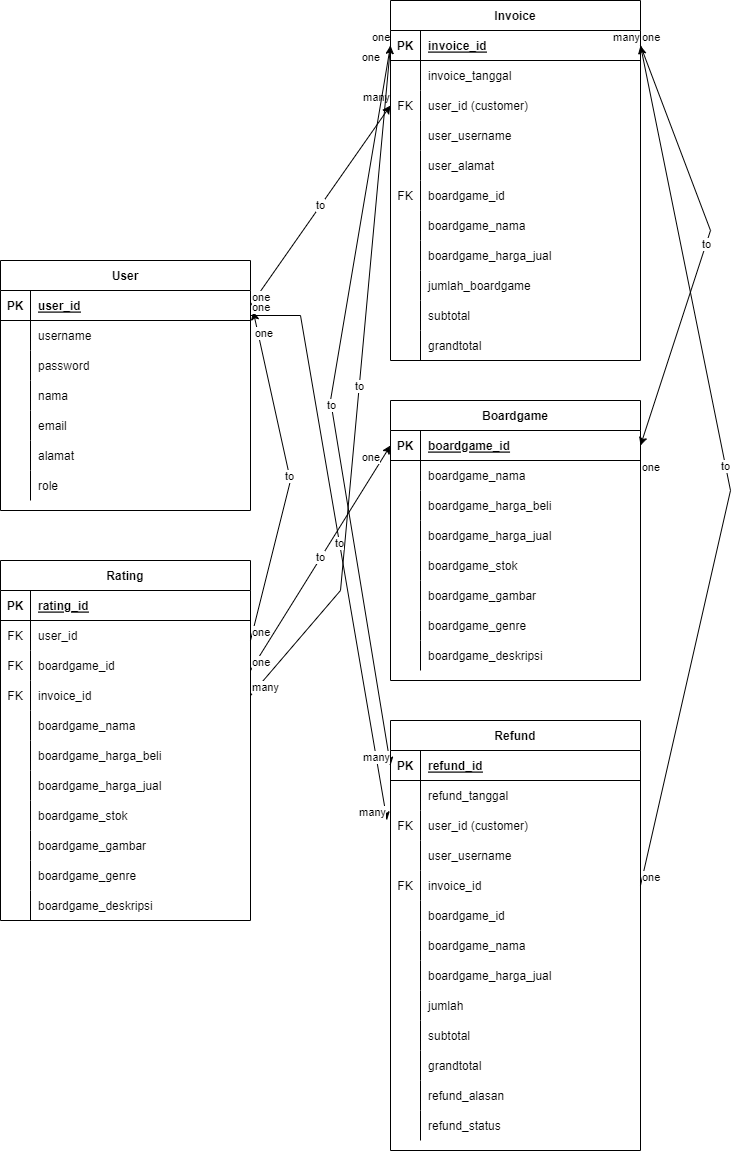 Invoice
PK invoice_id
invoice_tanggal
FK user_id (customer)
user_username
user_alamat
FK boardgame_id
boardgame_nama
boardgame_harga_jual
jumlah_boardgame
subtotal
grandtotal
one
one
many
many one
to
to
User
PK user_id
username
password
nama
email
alamat
role
one
one
one
to
to
to
to
to
to
Boardgame
PK boardgame_id
boardgame_nama
boardgame_harga_beli
boardgame_harga_jual
boardgame_stok
boardgame_gambar
boardgame_genre
boardgame_deskripsi
one
one
Rating
PK rating_id
FK user_id
FK boardgame_id
FK invoice_id
boardgame_nama
boardgame_harga_beli
boardgame_harga_jual
boardgame_stok
boardgame_gambar
boardgame_genre
boardgame_deskripsi
one
one
many
Refund
PK refund_id
refund_tanggal
FK user_id (customer)
user_username
FK invoice_id
boardgame_id
boardgame_nama
boardgame_harga_jual
jumlah
subtotal
grandtotal
refund_alasan
refund_status
many
many
one